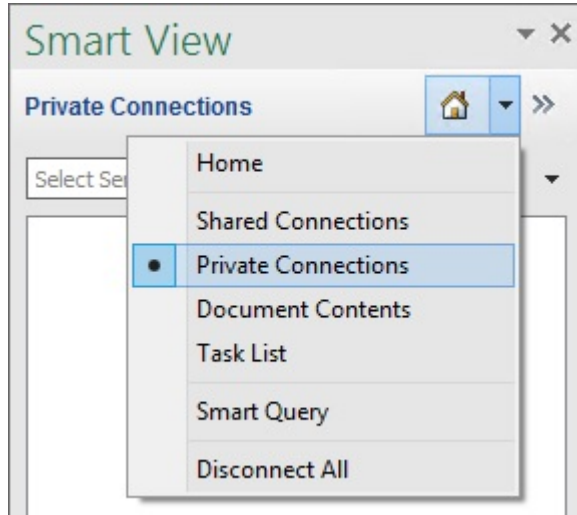 Smart View
Private Connections
Home
Select Ser
Shared Connections
Private Connections
Document Contents
Task List
Smart Query
Disconnect All